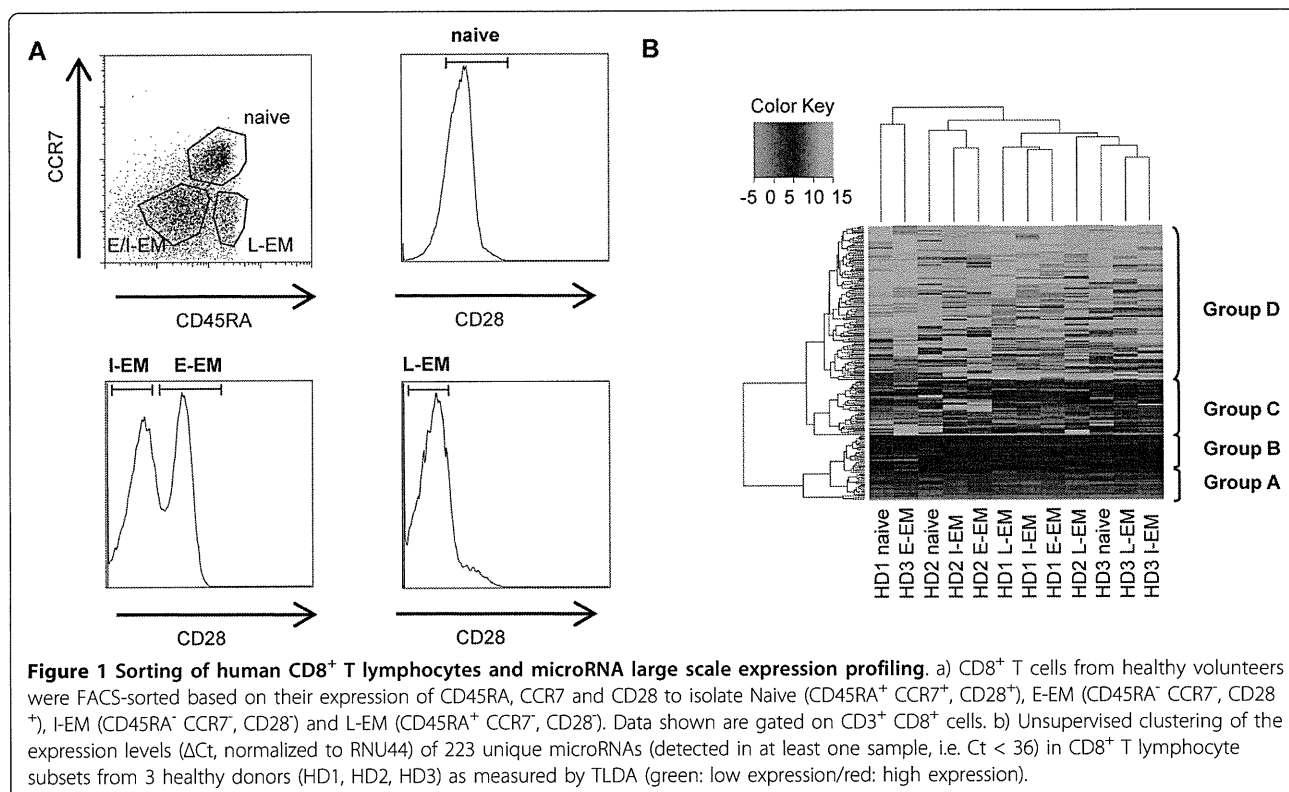 A
CCR7
naive
E/I-EM
L-EM
CD45RA
naive
CD28
I-EM E-EM
CD28
L-EM
CD28
B
Color Key
-5 0 5 10 15
Group D
Group C
Group B
Group A
HD1 naive
HD3 E-EM
HD2 naive
HD2 I-EM
HD2 E-EM
HD1 L-EM
HD1 I-EM
HD1 E-EM
HD2 L-EM
HD3 naive
HD3 L-EM
HD3 I-EM
Figure 1 Sorting of human CD8⁺ T lymphocytes and microRNA large scale expression profiling. a) CD8⁺ T cells from healthy volunteers
were FACS-sorted based on their expression of CD45RA, CCR7 and CD28 to isolate Naive (CD45RA⁺ CCR7⁺, CD28⁺), E-EM (CD45RA⁻ CCR7⁻, CD28
⁺), I-EM (CD45RA⁻ CCR7⁻, CD28⁻) and L-EM (CD45RA⁺ CCR7⁻, CD28⁻). Data shown are gated on CD3⁺ CD8⁺ cells. b) Unsupervised clustering of the
expression levels (ΔCt, normalized to RNU44) of 223 unique microRNAs (detected in at least one sample, i.e. Ct < 36) in CD8⁺ T lymphocyte
subsets from 3 healthy donors (HD1, HD2, HD3) as measured by TLDA (green: low expression/red: high expression).